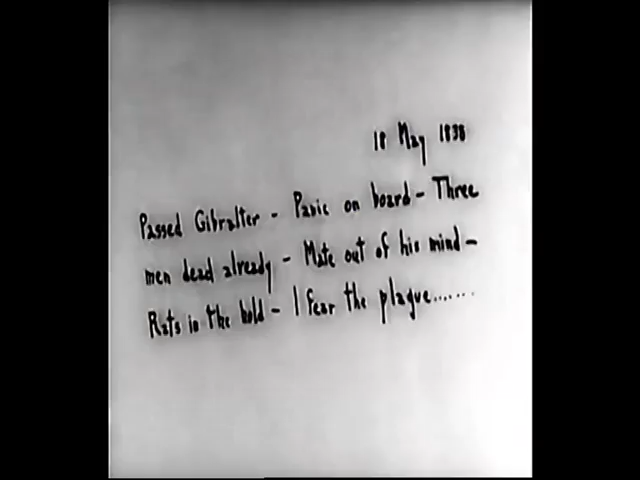 18 May 1838
Passed Gibralter - Panic on board - Three
men dead already - Mate out of his mind -
Rats in the hold - I fear the plague.......